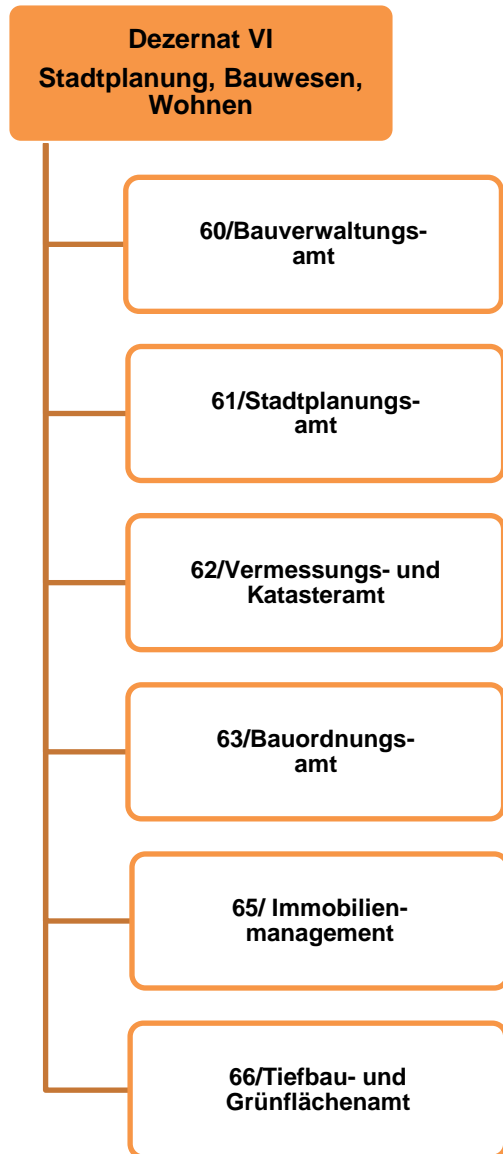 Dezernat VI
Stadtplanung, Bauwesen,
Wohnen
60/Bauverwaltungs-
amt
61/Stadtplanungs-
amt
62/Vermessungs- und
Katasteramt
63/Bauordnungs-
amt
65/ Immobilien-
management
66/Tiefbau- und
Grünflächenamt